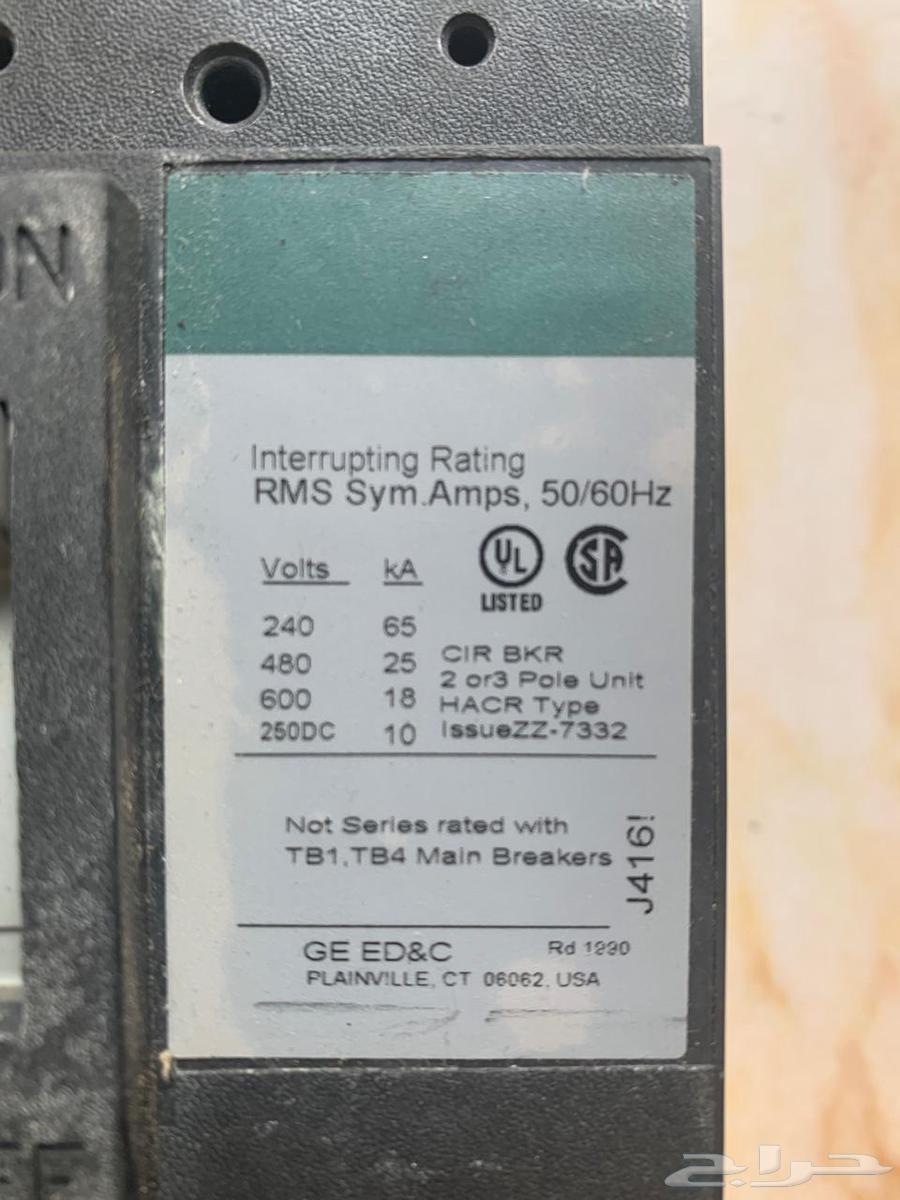 ON
Interrupting Rating
RMS Sym.Amps, 50/60Hz
Volts kA
UL SA
LISTED
240 65
480 25
600 18
250DC 10
CIR BKR
2 or3 Pole Unit
HACR Type
IssueZZ-7332
Not Series rated with
TB1,TB4 Main Breakers
J416!
GE ED&C Rd 1290
PLAINVILLE, CT 06062, USA
حراج